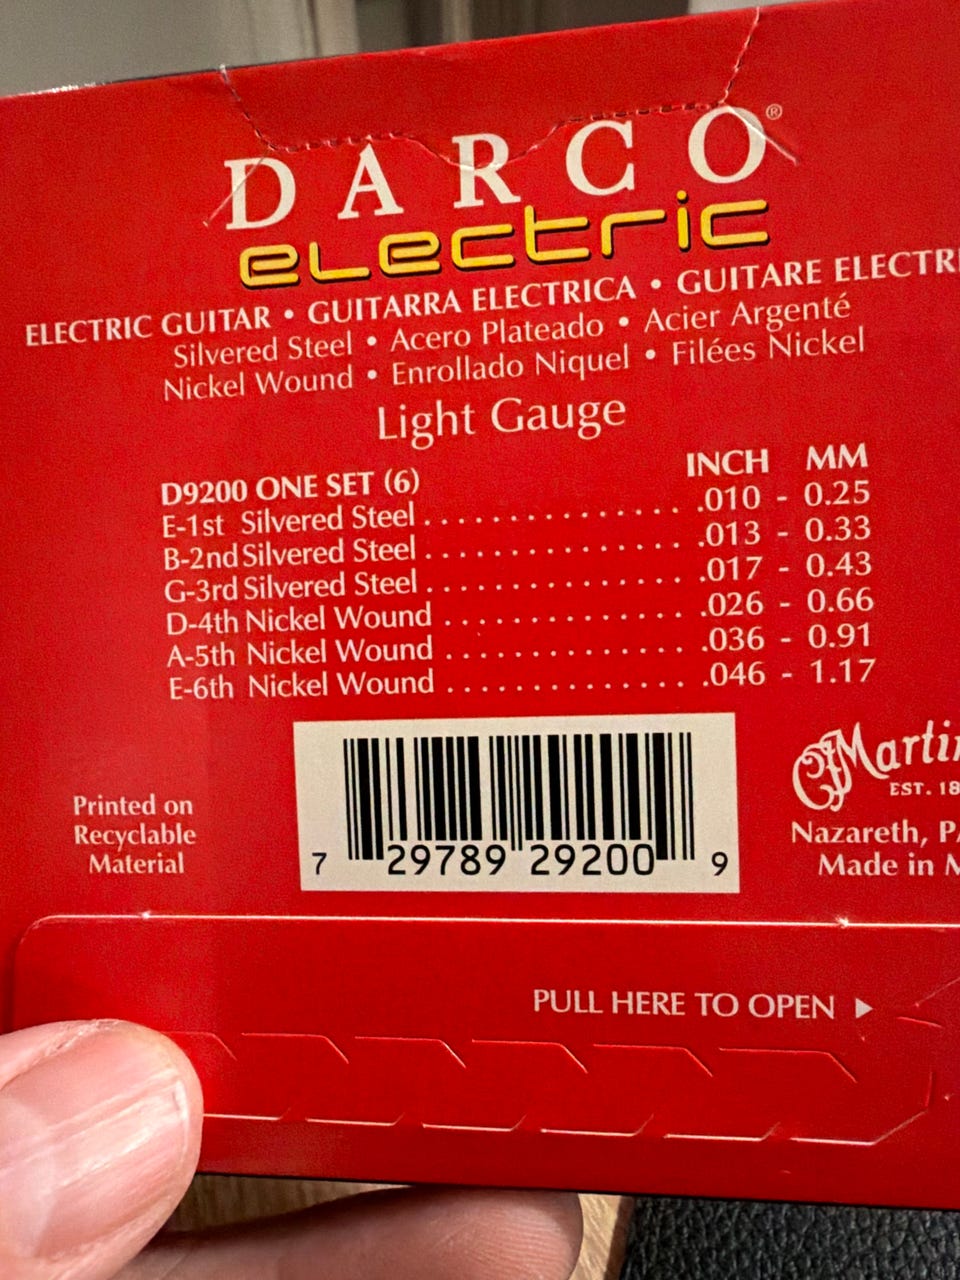 DARCO®
electric
ELECTRIC GUITAR • GUITARRA ELECTRICA • GUITARE ELECTRI
Silvered Steel • Acero Plateado • Acier Argenté
Nickel Wound • Enrollado Niquel • Filées Nickel
Light Gauge
D9200 ONE SET (6) INCH MM
E-1st Silvered Steel . . . . . . . . . . . . . . . .010 - 0.25
B-2nd Silvered Steel . . . . . . . . . . . . . . . .013 - 0.33
G-3rd Silvered Steel . . . . . . . . . . . . . . . .017 - 0.43
D-4th Nickel Wound . . . . . . . . . . . . . . .026 - 0.66
A-5th Nickel Wound . . . . . . . . . . . . . . .036 - 0.91
E-6th Nickel Wound . . . . . . . . . . . . . . .046 - 1.17
Printed on
Recyclable
Material
7 29789 29200 9
Martin
EST. 18
Nazareth, PA
Made in M
PULL HERE TO OPEN ▶